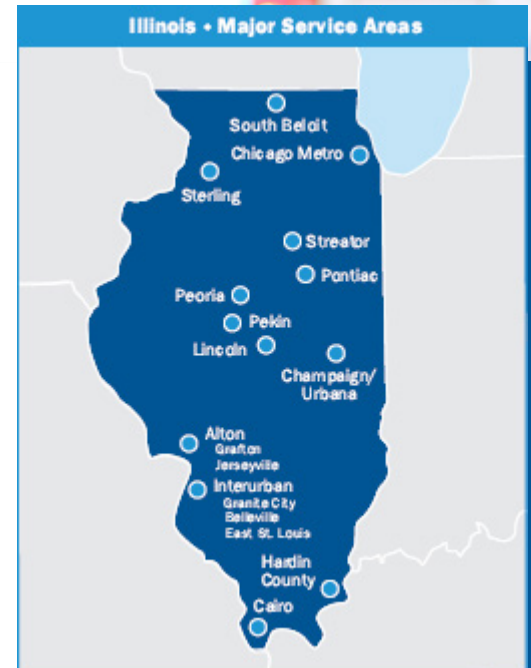 Illinois • Major Service Areas
South Beloit
Chicago Metro
Sterling
Streator
Pontiac
Peoria
Pekin
Lincoln
Champaign/
Urbana
Alton
Grafton
Jerseyville
Interurban
Granite City
Belleville
East St. Louis
Hardin
County
Cairo